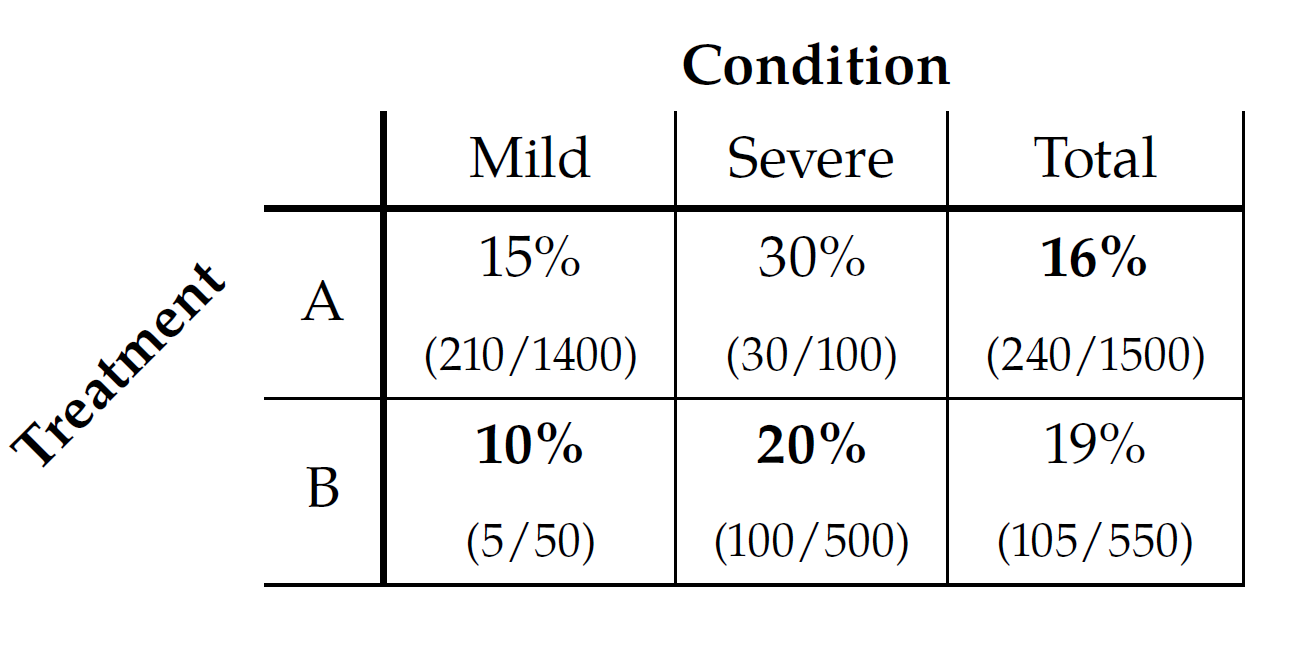 Condition
Mild Severe Total
Treatment
A 15% 30% 16%
(210/1400) (30/100) (240/1500)
B 10% 20% 19%
(5/50) (100/500) (105/550)